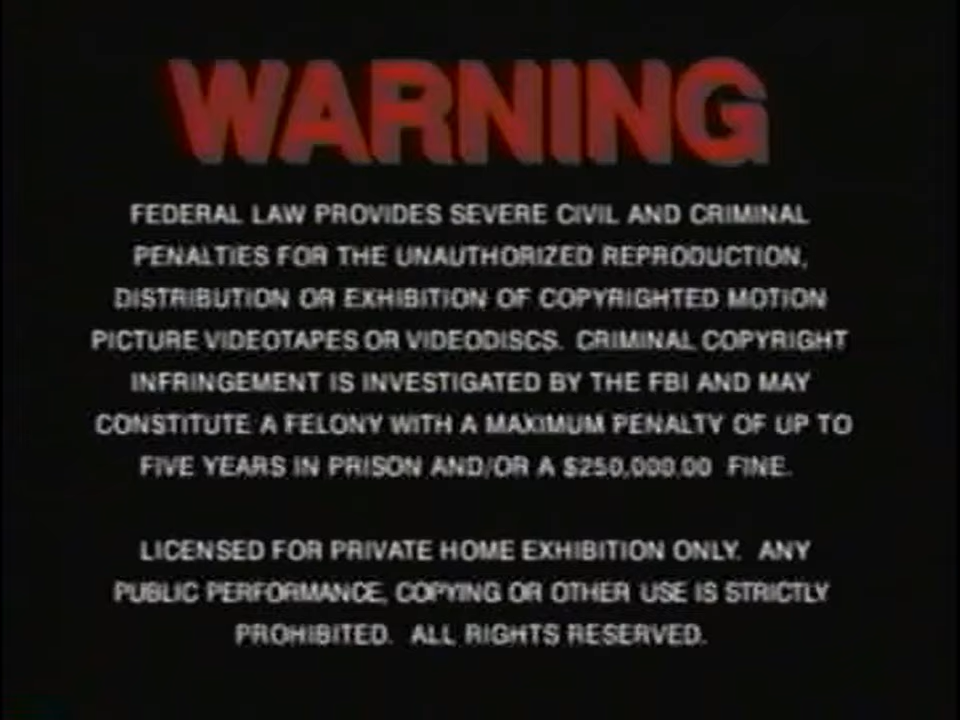 WARNING
FEDERAL LAW PROVIDES SEVERE CIVIL AND CRIMINAL
PENALTIES FOR THE UNAUTHORIZED REPRODUCTION,
DISTRIBUTION OR EXHIBITION OF COPYRIGHTED MOTION
PICTURE VIDEOTAPES OR VIDEODISCS. CRIMINAL COPYRIGHT
INFRINGEMENT IS INVESTIGATED BY THE FBI AND MAY
CONSTITUTE A FELONY WITH A MAXIMUM PENALTY OF UP TO
FIVE YEARS IN PRISON AND/OR A $250,000.00 FINE.
LICENSED FOR PRIVATE HOME EXHIBITION ONLY. ANY
PUBLIC PERFORMANCE, COPYING OR OTHER USE IS STRICTLY
PROHIBITED. ALL RIGHTS RESERVED.